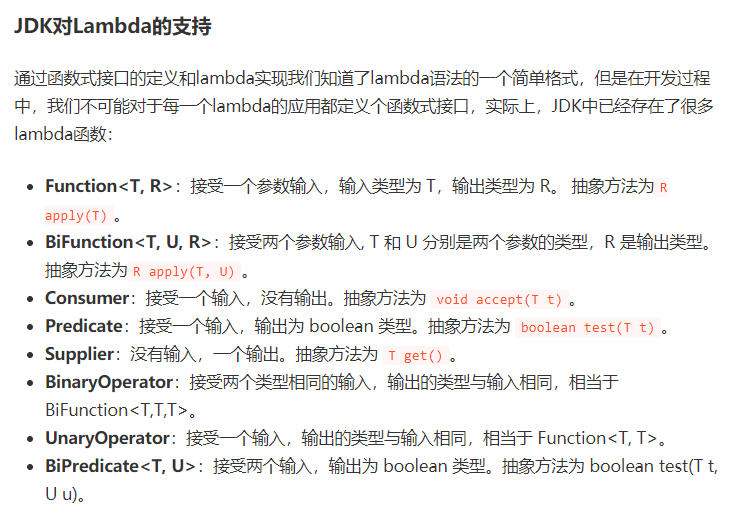 JDK对Lambda的支持
通过函数式接口的定义和lambda实现我们知道了lambda语法的一个简单格式，但是在开发过程
中，我们不可能对于每一个lambda的应用都定义个函数式接口，实际上，JDK中已经存在了很多
lambda函数：
• Function<T, R>：接受一个参数输入，输入类型为 T，输出类型为 R。 抽象方法为 R
apply(T) 。
• BiFunction<T, U, R>：接受两个参数输入, T 和 U 分别是两个参数的类型，R 是输出类型。
抽象方法为 R apply(T, U) 。
• Consumer：接受一个输入，没有输出。抽象方法为 void accept(T t) 。
• Predicate：接受一个输入，输出为 boolean 类型。抽象方法为 boolean test(T t) 。
• Supplier：没有输入，一个输出。抽象方法为 T get() 。
• BinaryOperator：接受两个类型相同的输入，输出的类型与输入相同，相当于
BiFunction<T,T,T>。
• UnaryOperator：接受一个输入，输出的类型与输入相同，相当于 Function<T, T>。
• BiPredicate<T, U>：接受两个输入，输出为 boolean 类型。抽象方法为 boolean test(T t,
U u)。